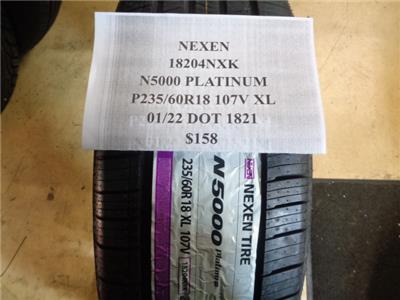 NEXEN
18204NXK
N5000 PLATINUM
P235/60R18 107V XL
01/22 DOT 1821
$158
NEXEN TIRE
N5000 Platinum
235/60R18 XL 107V